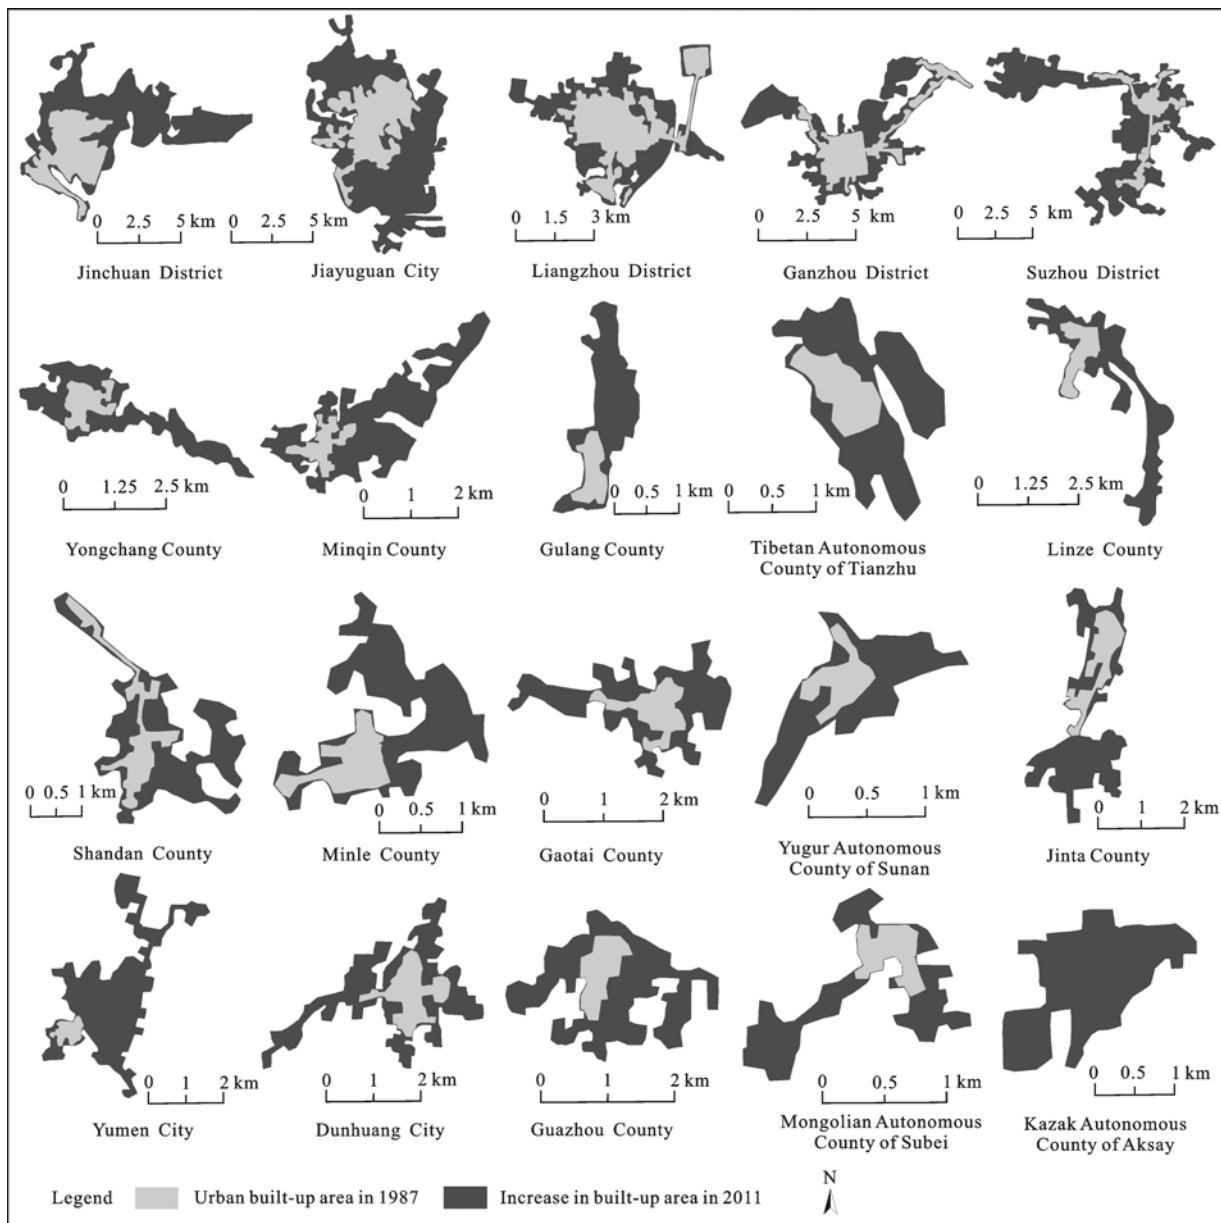 0 2.5 5 km
Jinchuan District
0 2.5 5 km
Jiayuguan City
0 1.5 3 km
Liangzhou District
0 2.5 5 km
Ganzhou District
0 2.5 5 km
Suzhou District
0 1.25 2.5 km
Yongchang County
0 1 2 km
Minqin County
0 0.5 1 km
Gulang County
0 0.5 1 km
Tibetan Autonomous
County of Tianzhu
0 1.25 2.5 km
Linze County
0 0.5 1 km
Shandan County
0 0.5 1 km
Minle County
0 1 2 km
Gaotai County
0 0.5 1 km
Yugur Autonomous
County of Sunan
0 1 2 km
Jinta County
0 1 2 km
Yumen City
0 1 2 km
Dunhuang City
0 1 2 km
Guazhou County
0 0.5 1 km
Mongolian Autonomous
County of Subei
0 0.5 1 km
Kazak Autonomous
County of Aksay
Legend Urban built-up area in 1987 Increase in built-up area in 2011
N